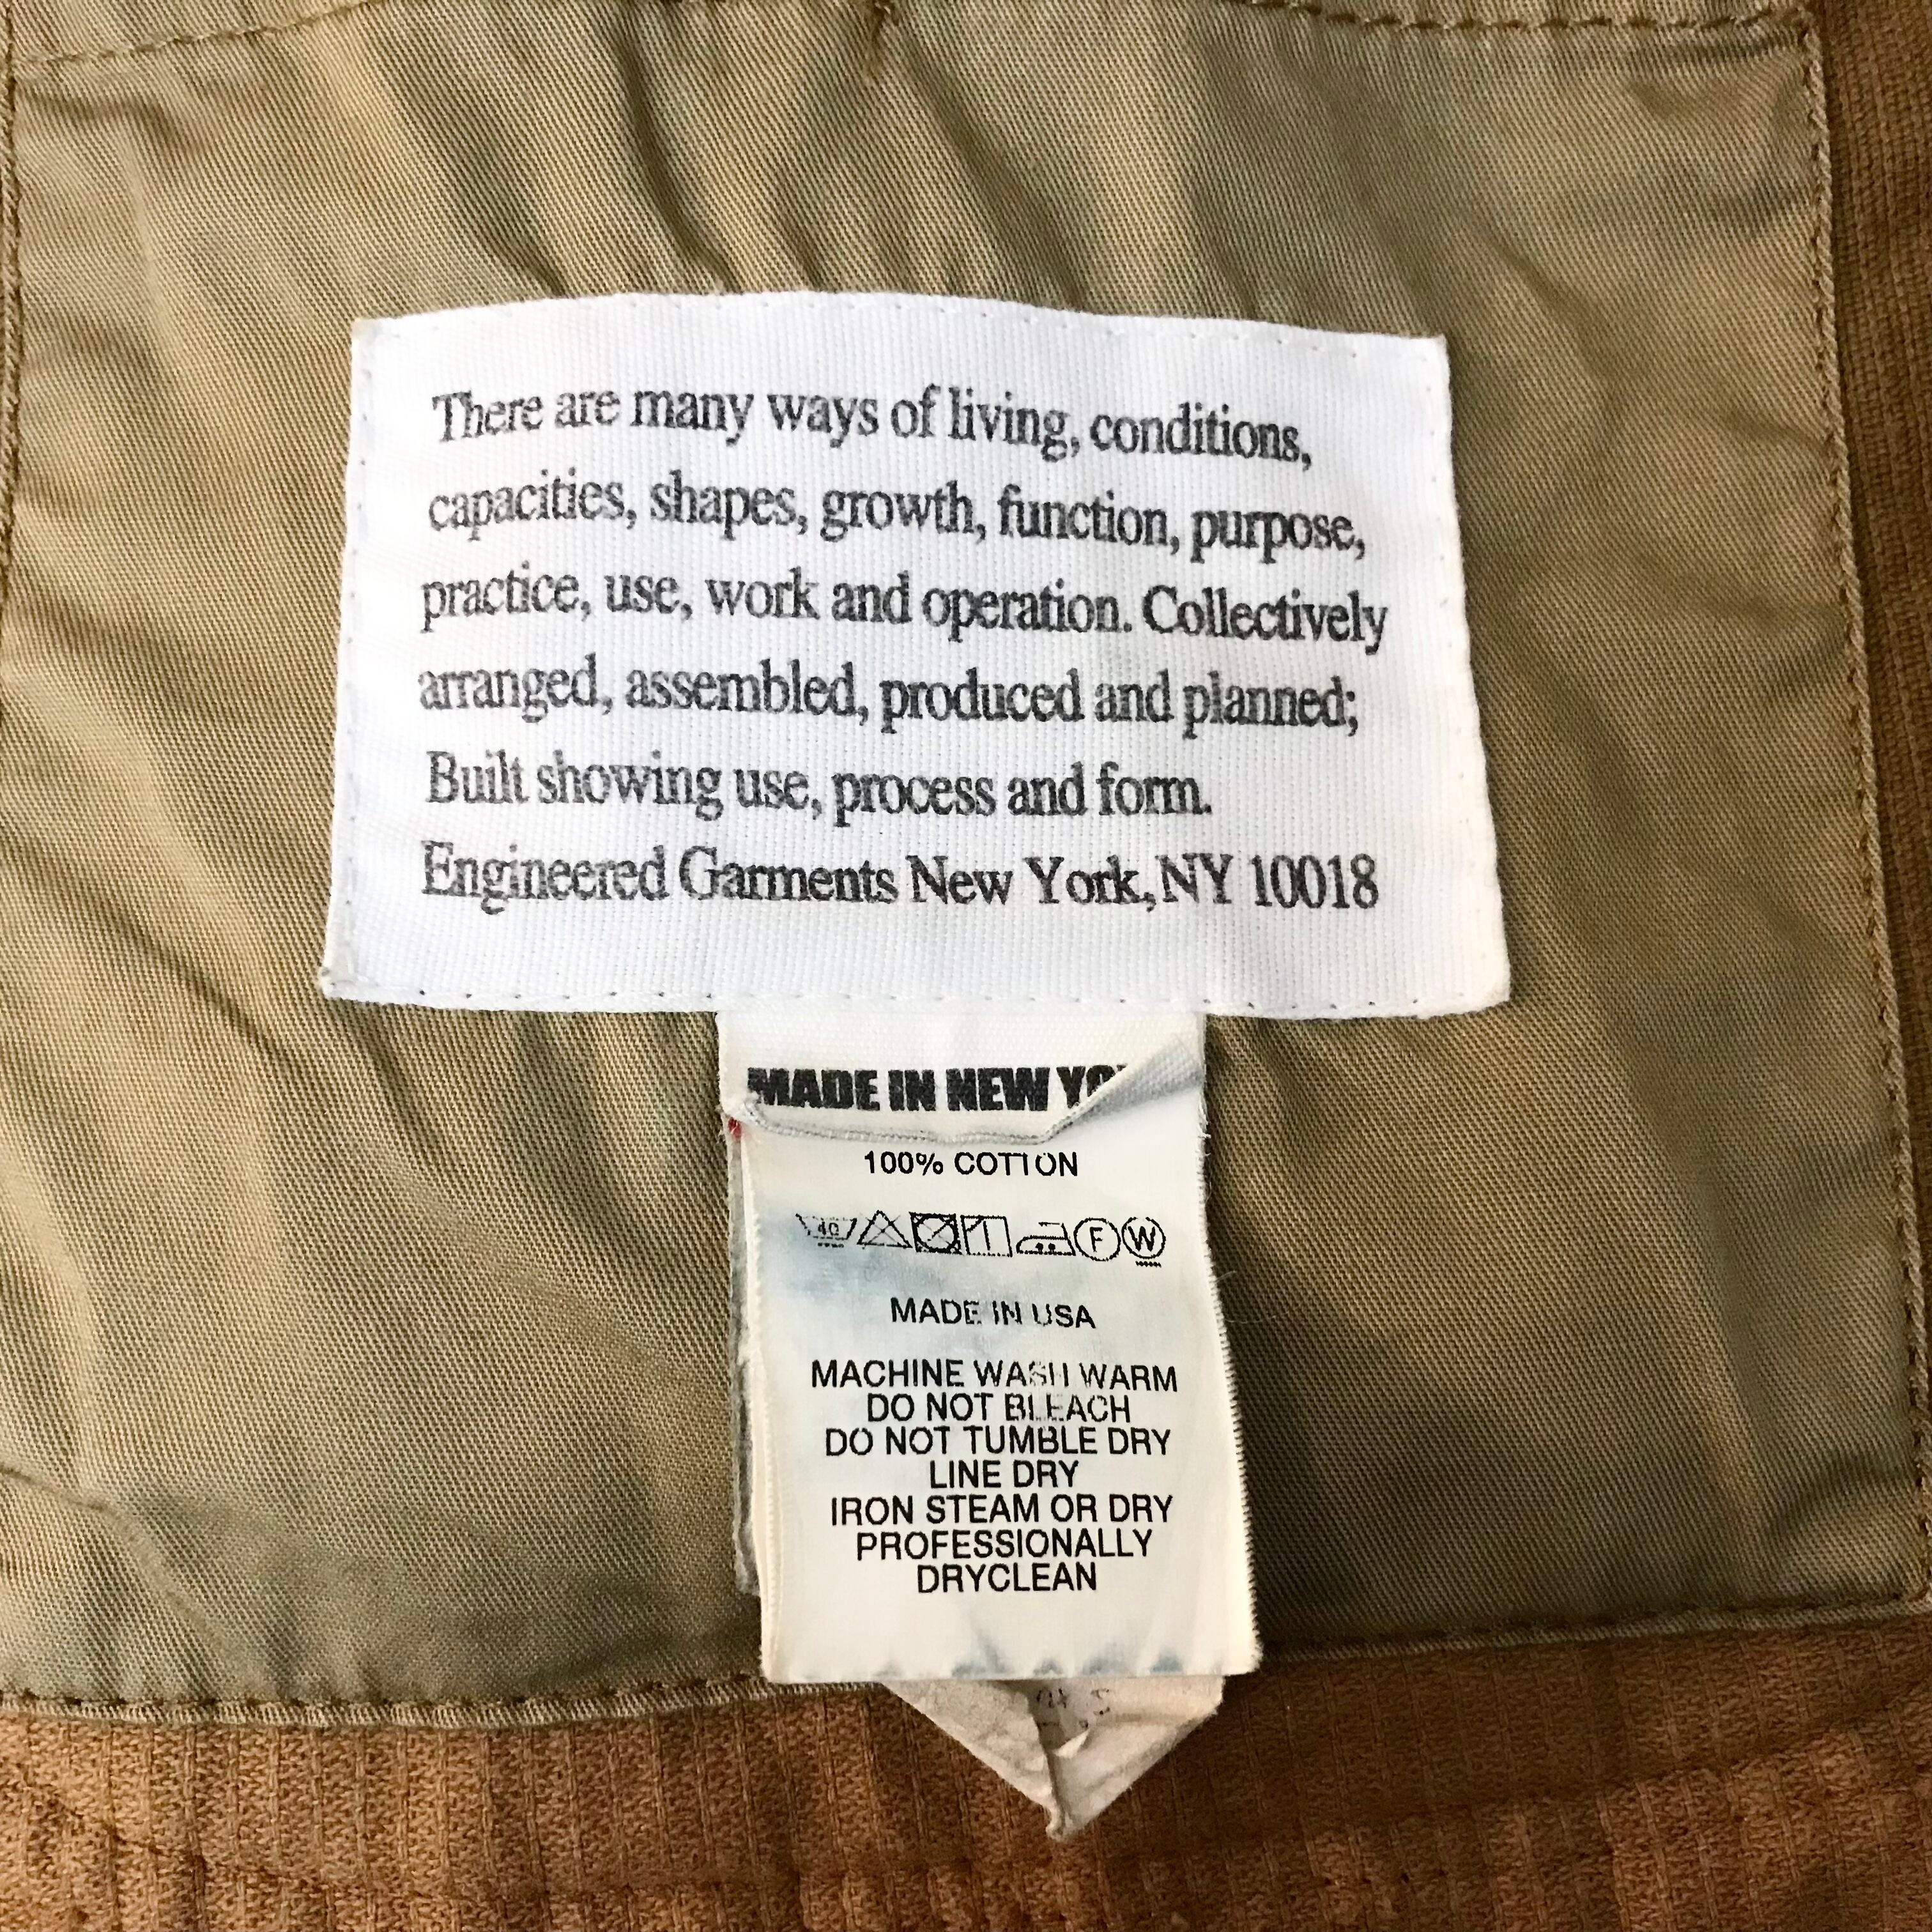 There are many ways of living, conditions,
capacities, shapes, growth, function, purpose,
practice, use, work and operation. Collectively
arranged, assembled, produced and planned;
Built showing use, process and form.
Engineered Garments New York, NY 10018
MADE IN NEW
100% COTTON
40 F W
MADE IN USA
MACHINE WASH WARM
DO NOT BLEACH
DO NOT TUMBLE DRY
LINE DRY
IRON STEAM OR DRY
PROFESSIONALLY
DRYCLEAN